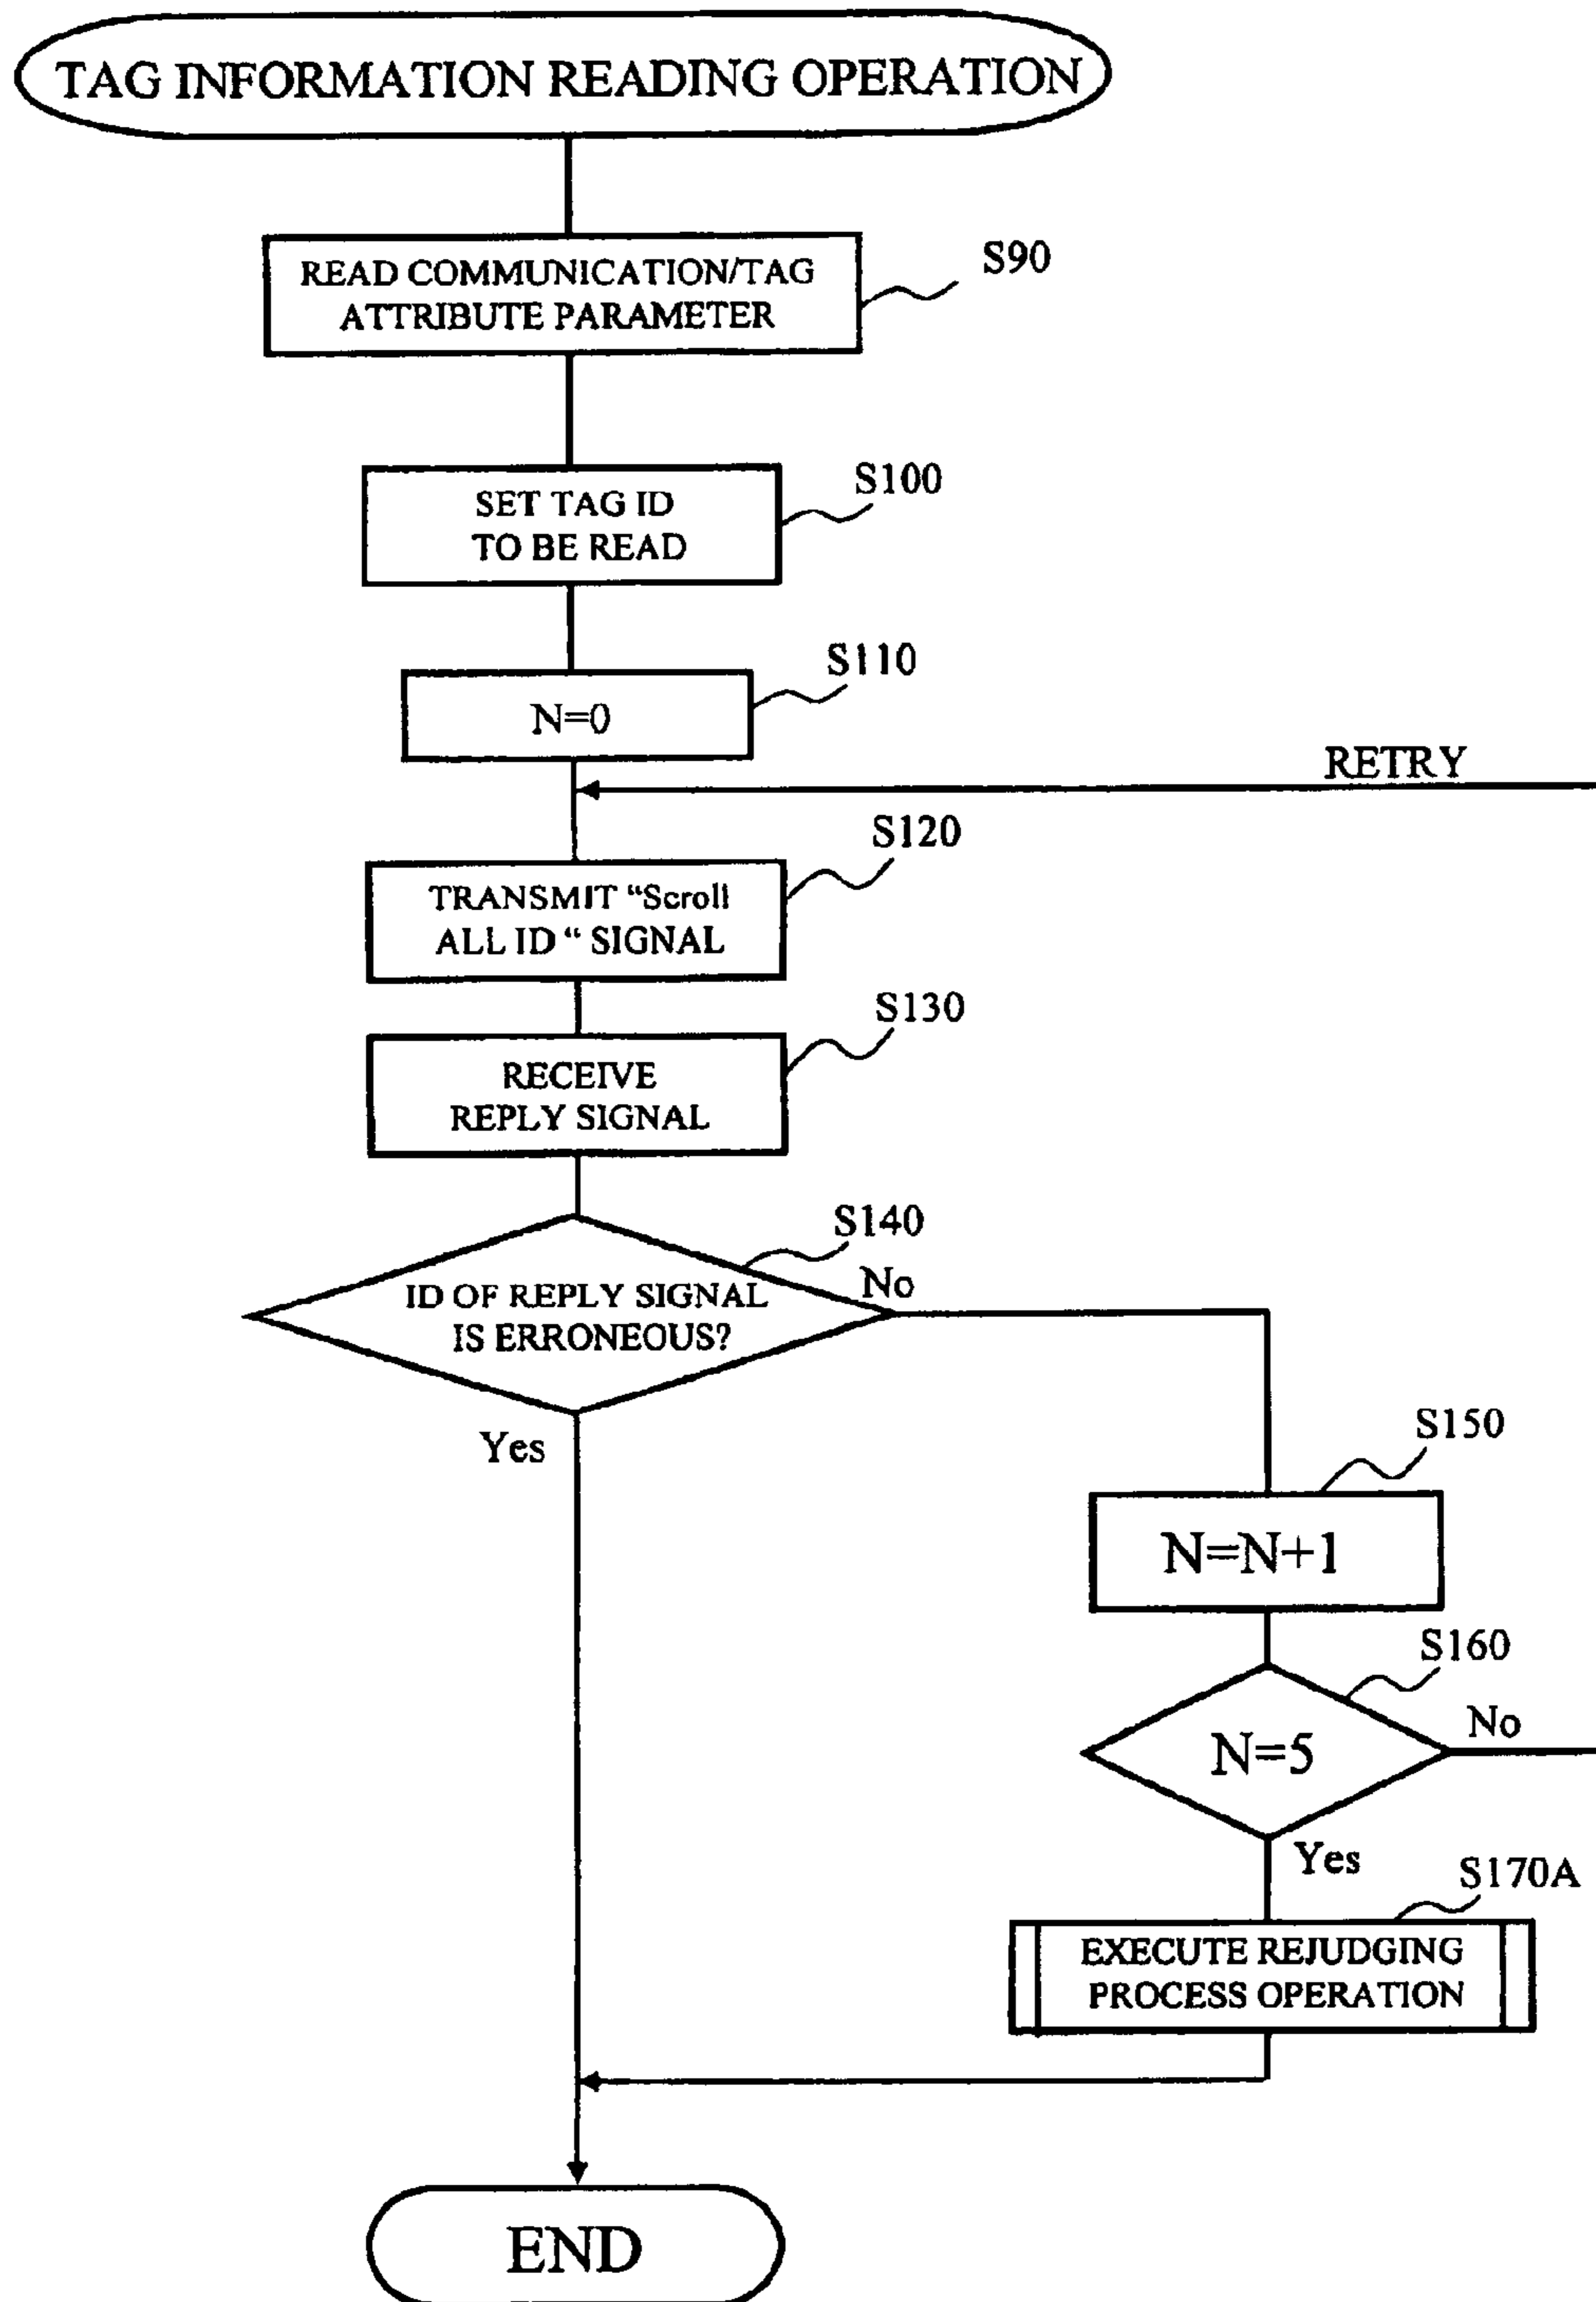 TAG INFORMATION READING OPERATION
READ COMMUNICATION/TAG
ATTRIBUTE PARAMETER
S90
SET TAG ID
TO BE READ
S100
N=0
S110
RETRY
TRANSMIT “Scroll
ALL ID “ SIGNAL
S120
RECEIVE
REPLY SIGNAL
S130
ID OF REPLY SIGNAL
IS ERRONEOUS?
S140
No
Yes
N=N+1
S150
N=5
S160
No
Yes
EXECUTE REJUDGING
PROCESS OPERATION
S170A
END